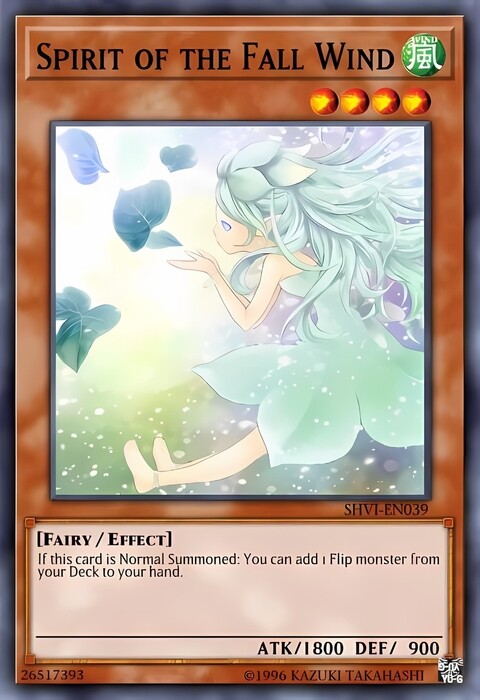 SPIRIT OF THE FALL WIND
WIND
風
SHVI-EN039
[FAIRY / EFFECT]
If this card is Normal Summoned: You can add 1 Flip monster from
your Deck to your hand.
ATK/1800 DEF/ 900
26517393
©1996 KAZUKI TAKAHASHI